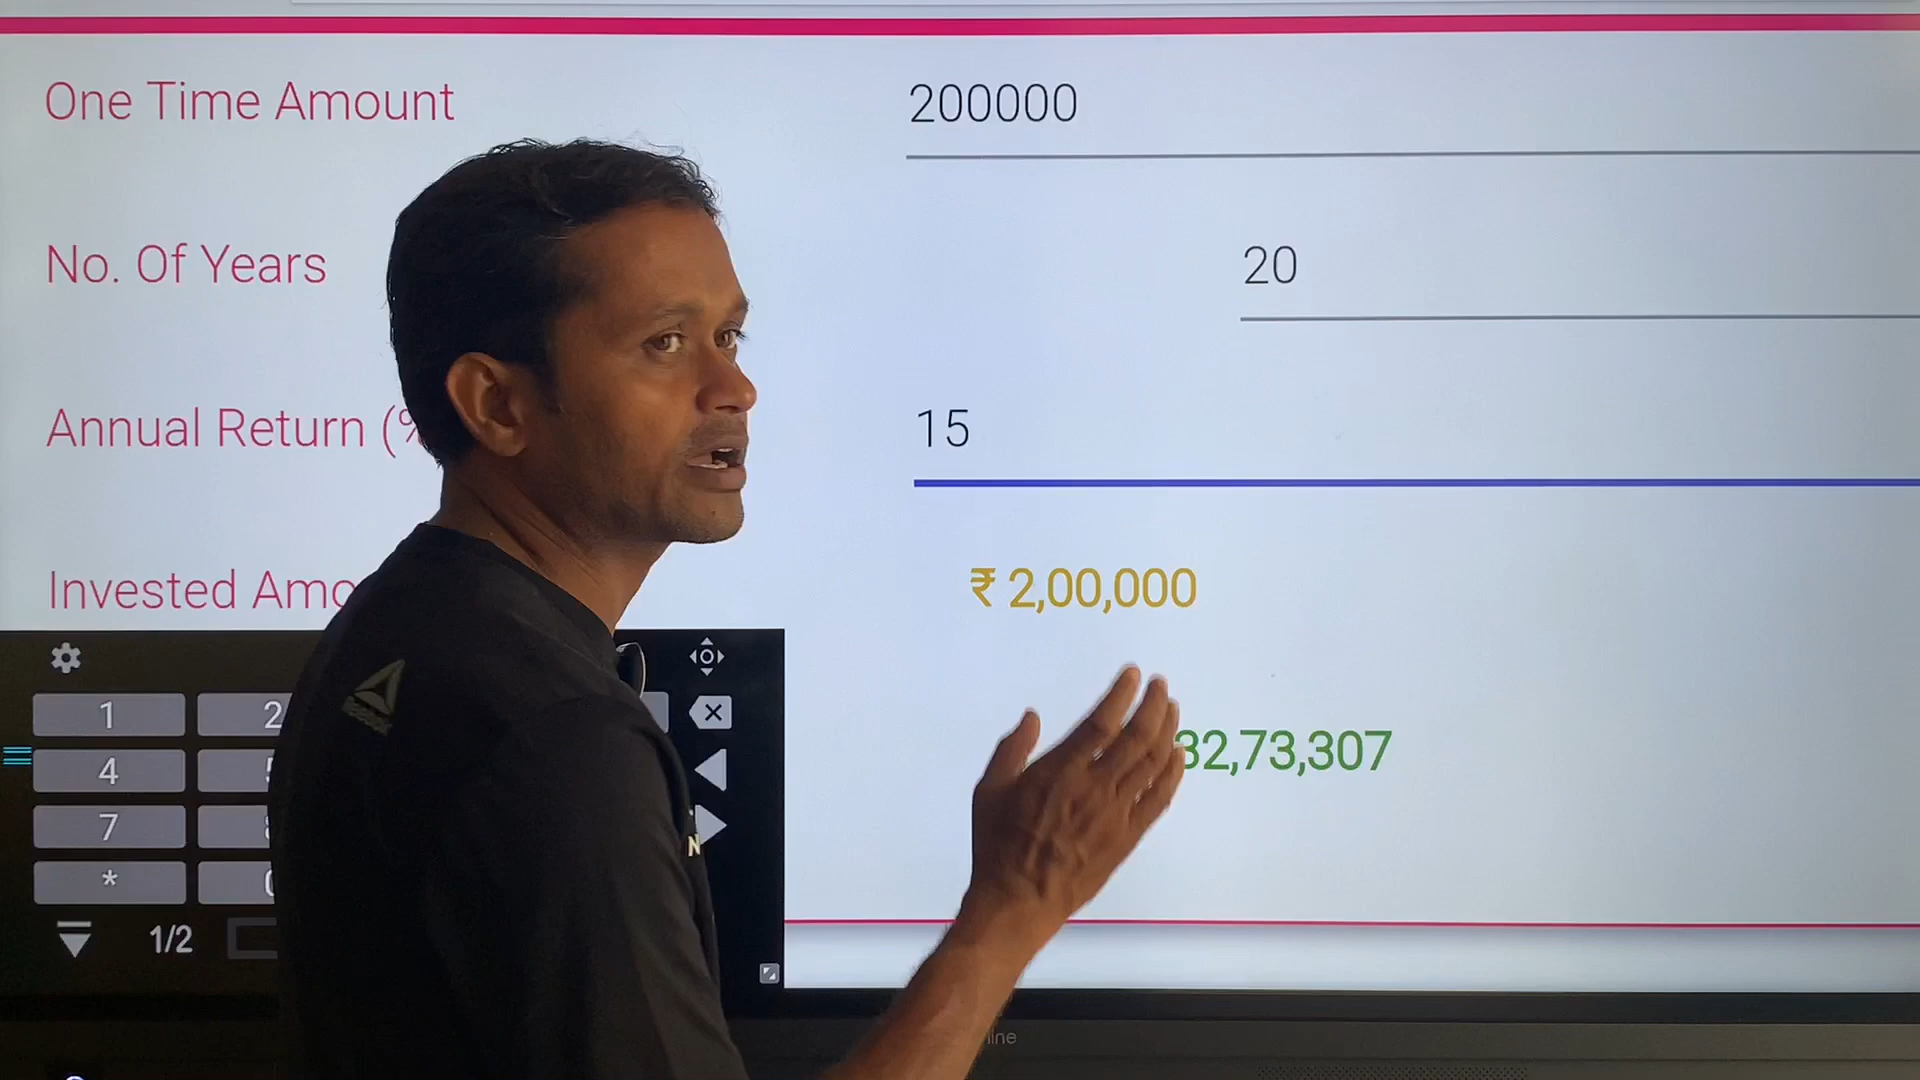 One Time Amount 200000
No. Of Years 20
Annual Return (% 15
Invested Amo ₹ 2,00,000
32,73,307
1 2
4
7
*
1/2
N
Reebok